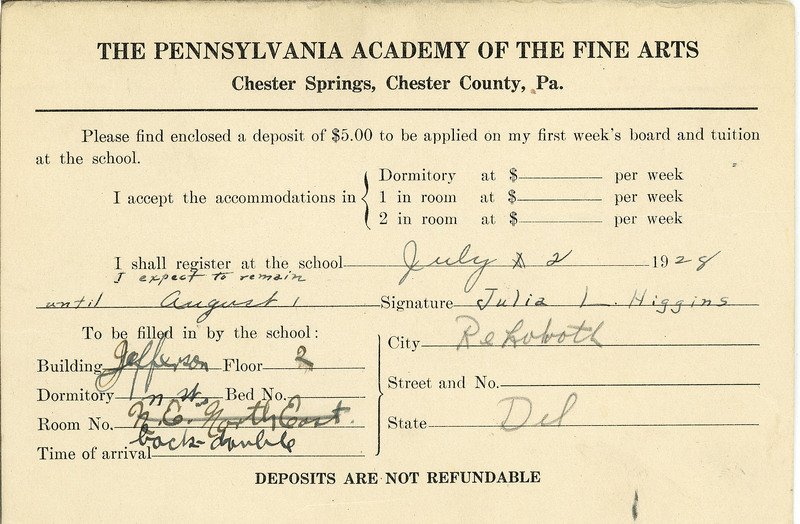 THE PENNSYLVANIA ACADEMY OF THE FINE ARTS
Chester Springs, Chester County, Pa.
Please find enclosed a deposit of $5.00 to be applied on my first week's board and tuition
at the school.
I accept the accommodations in
Dormitory at $ per week
1 in room at $ per week
2 in room at $ per week
I shall register at the school July 2 1928
I expect to remain
until August 1 Signature Julia L. Higgins
To be filled in by the school:
City Rehoboth
Building Jefferson Floor 2
Street and No.
Dormitory Bed No.
Room No. N.E. North East.
State Del
back-double
Time of arrival
DEPOSITS ARE NOT REFUNDABLE